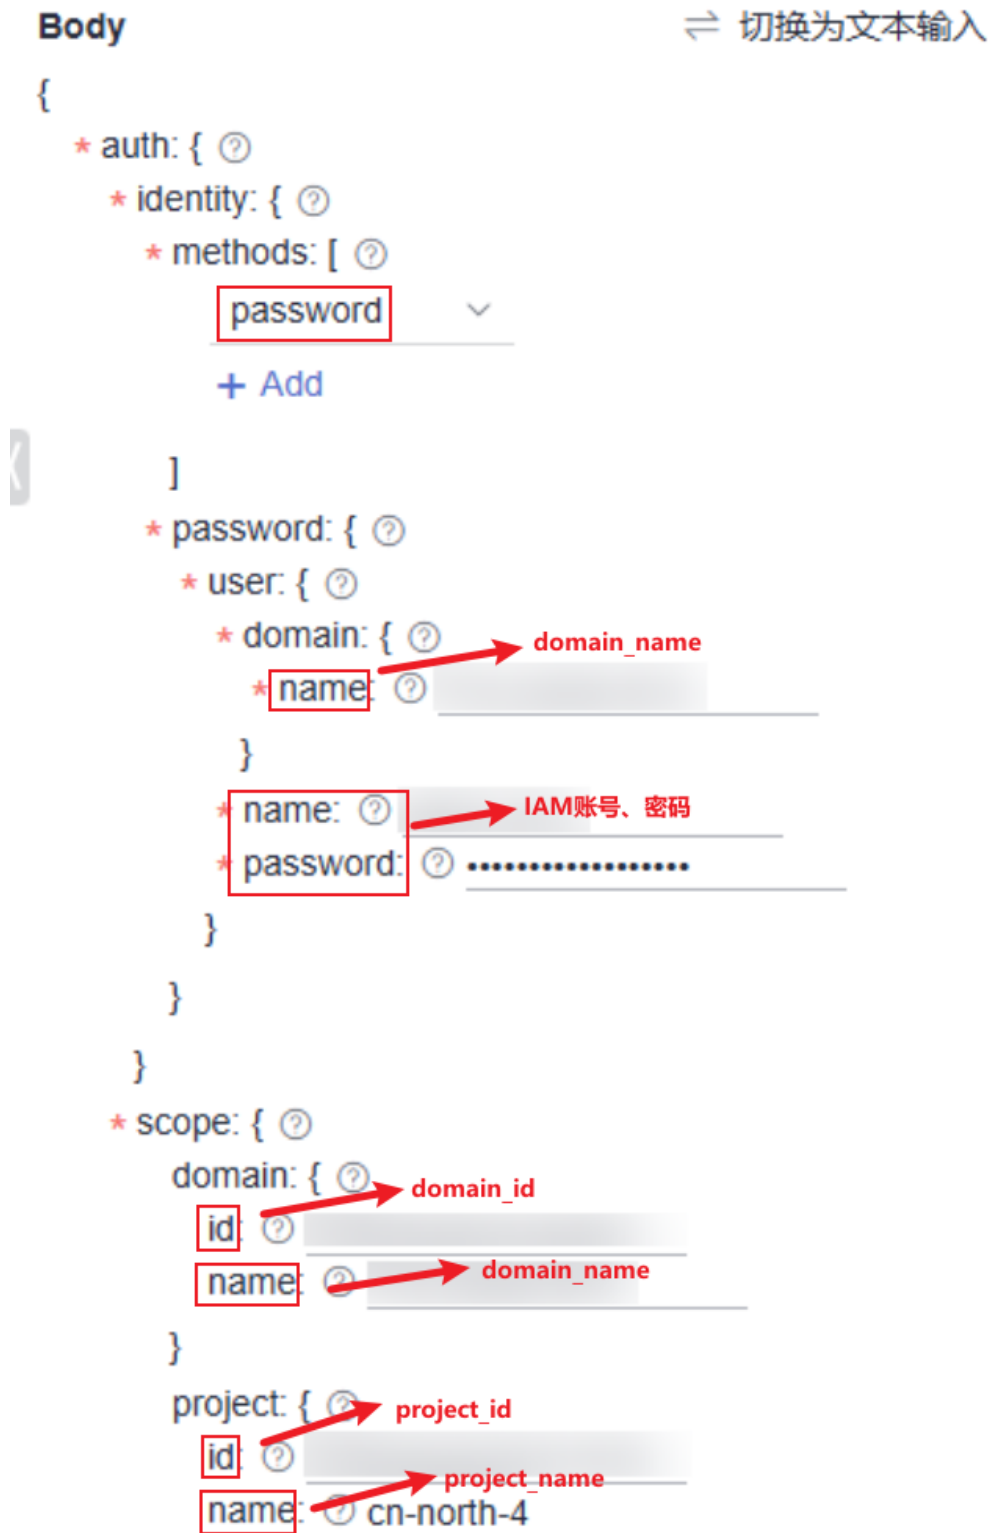 Body ⇌ 切换为文本输入
{
* auth: { ?
* identity: { ?
* methods: [ ?
password
+ Add
]
* password: { ?
* user: { ?
* domain: { ?
domain_name
* name: ?
}
* name: ? IAM账号、密码
* password: ? ••••••••••••••••••
}
}
}
* scope: { ?
domain: { ?
domain_id
id: ?
name: ? domain_name
}
project: { ?
project_id
id: ?
project_name
name: ? cn-north-4